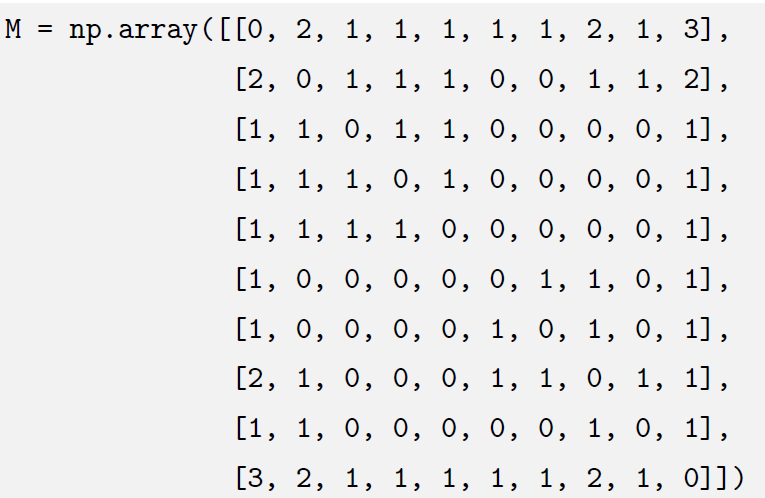 M = np.array([[0, 2, 1, 1, 1, 1, 1, 2, 1, 3],
[2, 0, 1, 1, 1, 0, 0, 1, 1, 2],
[1, 1, 0, 1, 1, 0, 0, 0, 0, 1],
[1, 1, 1, 0, 1, 0, 0, 0, 0, 1],
[1, 1, 1, 1, 0, 0, 0, 0, 0, 1],
[1, 0, 0, 0, 0, 0, 1, 1, 0, 1],
[1, 0, 0, 0, 0, 1, 0, 1, 0, 1],
[2, 1, 0, 0, 0, 1, 1, 0, 1, 1],
[1, 1, 0, 0, 0, 0, 0, 1, 0, 1],
[3, 2, 1, 1, 1, 1, 1, 2, 1, 0]])